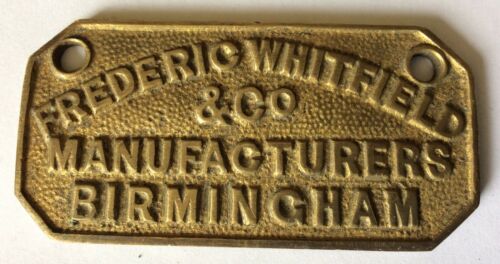 FREDERIC WHITFIELD
& CO
MANUFACTURERS
BIRMINGHAM